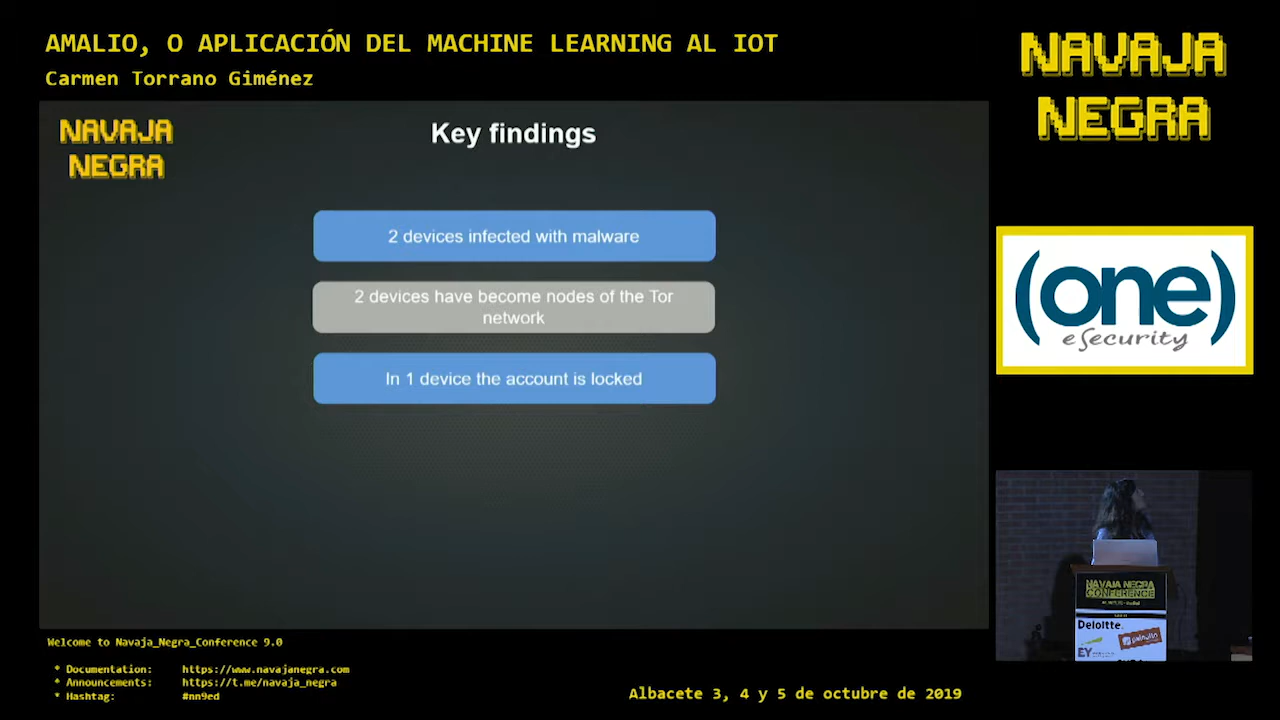 AMALIO, O APLICACIÓN DEL MACHINE LEARNING AL IOT
Carmen Torrano Giménez
NAVAJA
NEGRA
NAVAJA
NEGRA
Key findings
2 devices infected with malware
2 devices have become nodes of the Tor
network
In 1 device the account is locked
(one)
eSecurity
NAVAJA NEGRA
CONFERENCE
Deloitte.
EY
Welcome to Navaja_Negra_Conference 9.0
* Documentation: https://www.navajanegra.com
* Announcements: https://t.me/navaja_negra
* Hashtag: #nn9ed
Albacete 3, 4 y 5 de octubre de 2019